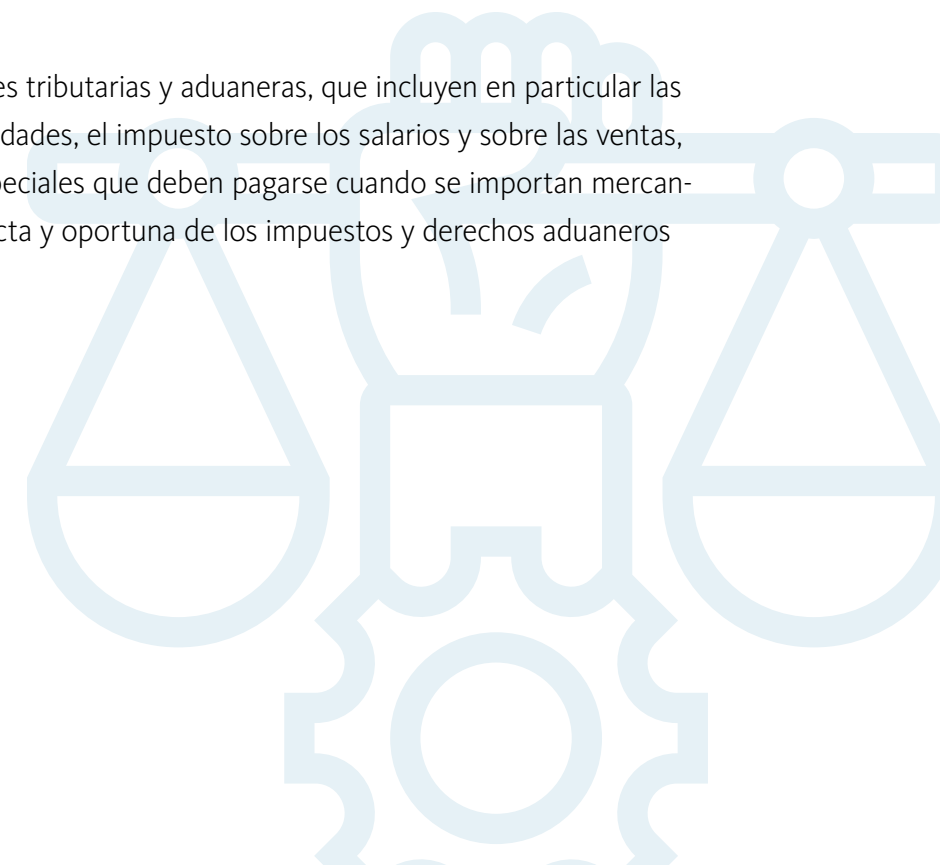 es tributarias y aduaneras, que incluyen en particular las
dades, el impuesto sobre los salarios y sobre las ventas,
peciales que deben pagarse cuando se importan mercan-
cta y oportuna de los impuestos y derechos aduaneros